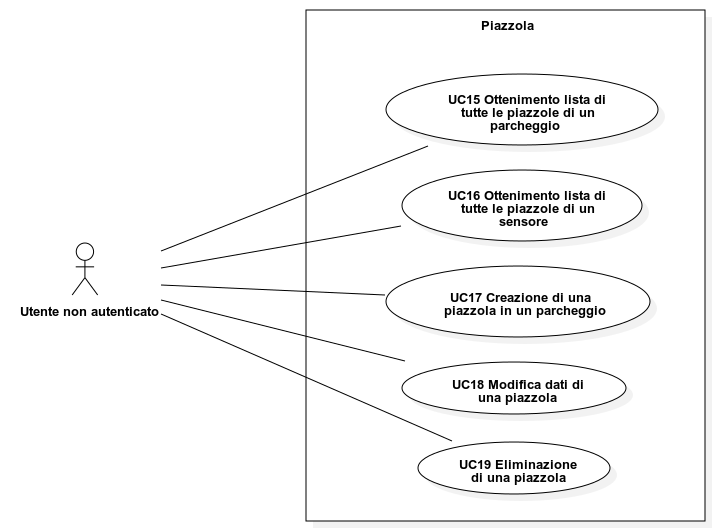 Piazzola
UC15 Ottenimento lista di
tutte le piazzole di un
parcheggio
UC16 Ottenimento lista di
tutte le piazzole di un
sensore
UC17 Creazione di una
piazzola in un parcheggio
Utente non autenticato
UC18 Modifica dati di
una piazzola
UC19 Eliminazione
di una piazzola